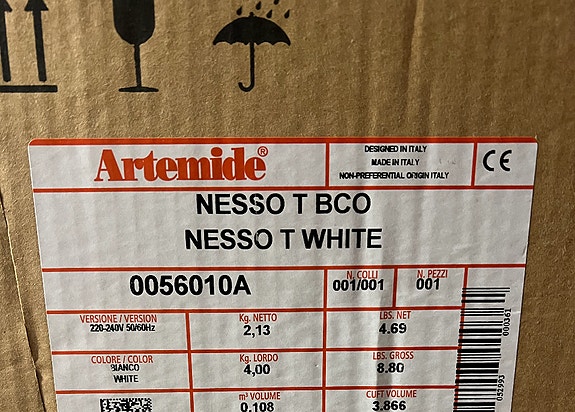 Artemide®
DESIGNED IN ITALY
MADE IN ITALY
NON-PREFERENTIAL ORIGIN ITALY
CE
NESSO T BCO
NESSO T WHITE
0056010A
N. COLLI
001/001
N. PEZZI
001
VERSIONE / VERSION
220-240V 50/60Hz
Kg. NETTO
2,13
LBS. NET
4.69
COLORE / COLOR
BIANCO
WHITE
Kg. LORDO
4,00
LBS. GROSS
8.80
m³ VOLUME
0,108
CUFT VOLUME
3.866
052993
000361